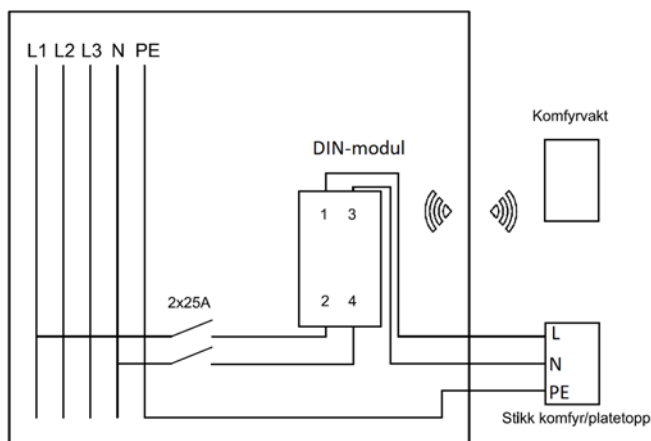 L1 L2 L3 N PE
Komfyrvakt
DIN-modul
1 3
2x25A
2 4
L
N
PE
Stikk komfyr/platetopp